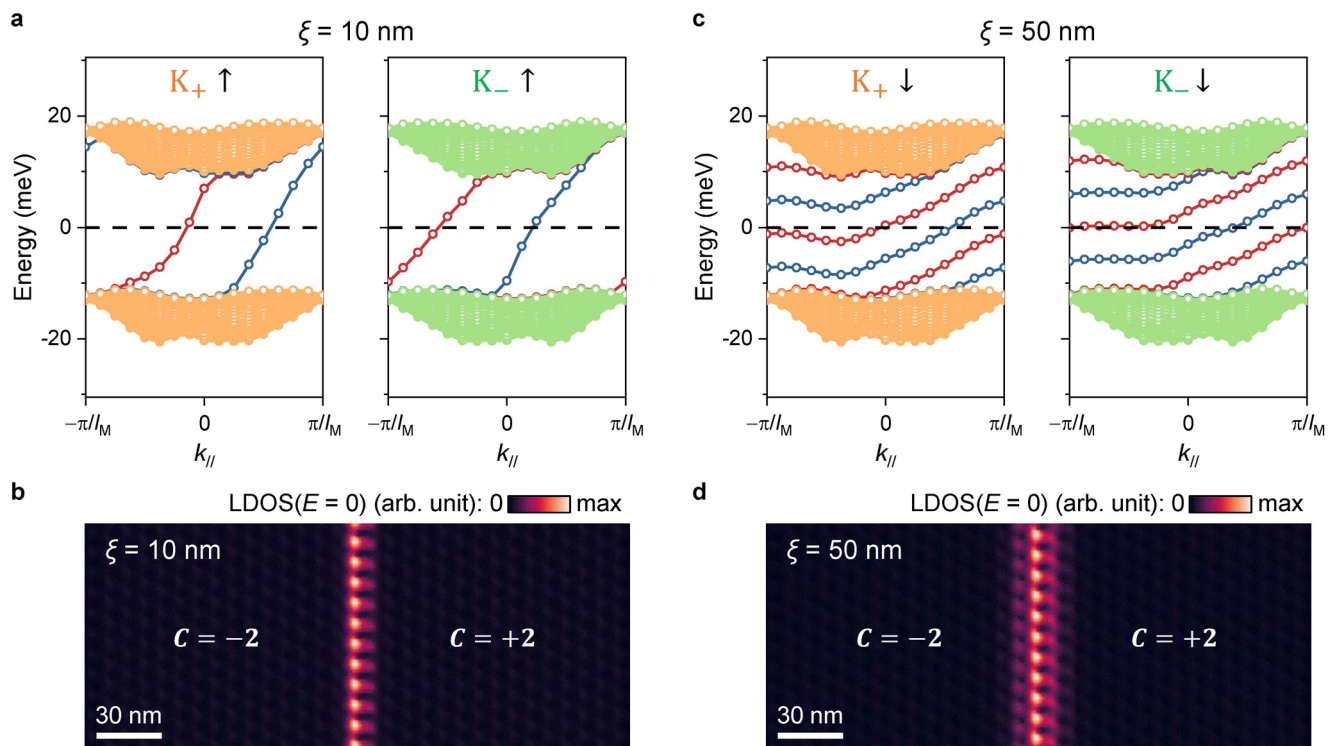 a
ξ = 10 nm
K₊ ↑
K₋ ↑
Energy (meV)
20
0
-20
−π/lM
0
π/lM
−π/lM
0
π/lM
k//
k//
c
ξ = 50 nm
K₊ ↓
K₋ ↓
Energy (meV)
20
0
-20
−π/lM
0
π/lM
−π/lM
0
π/lM
k//
k//
b
LDOS(E = 0) (arb. unit): 0 max
ξ = 10 nm
C = −2
C = +2
30 nm
d
LDOS(E = 0) (arb. unit): 0 max
ξ = 50 nm
C = −2
C = +2
30 nm